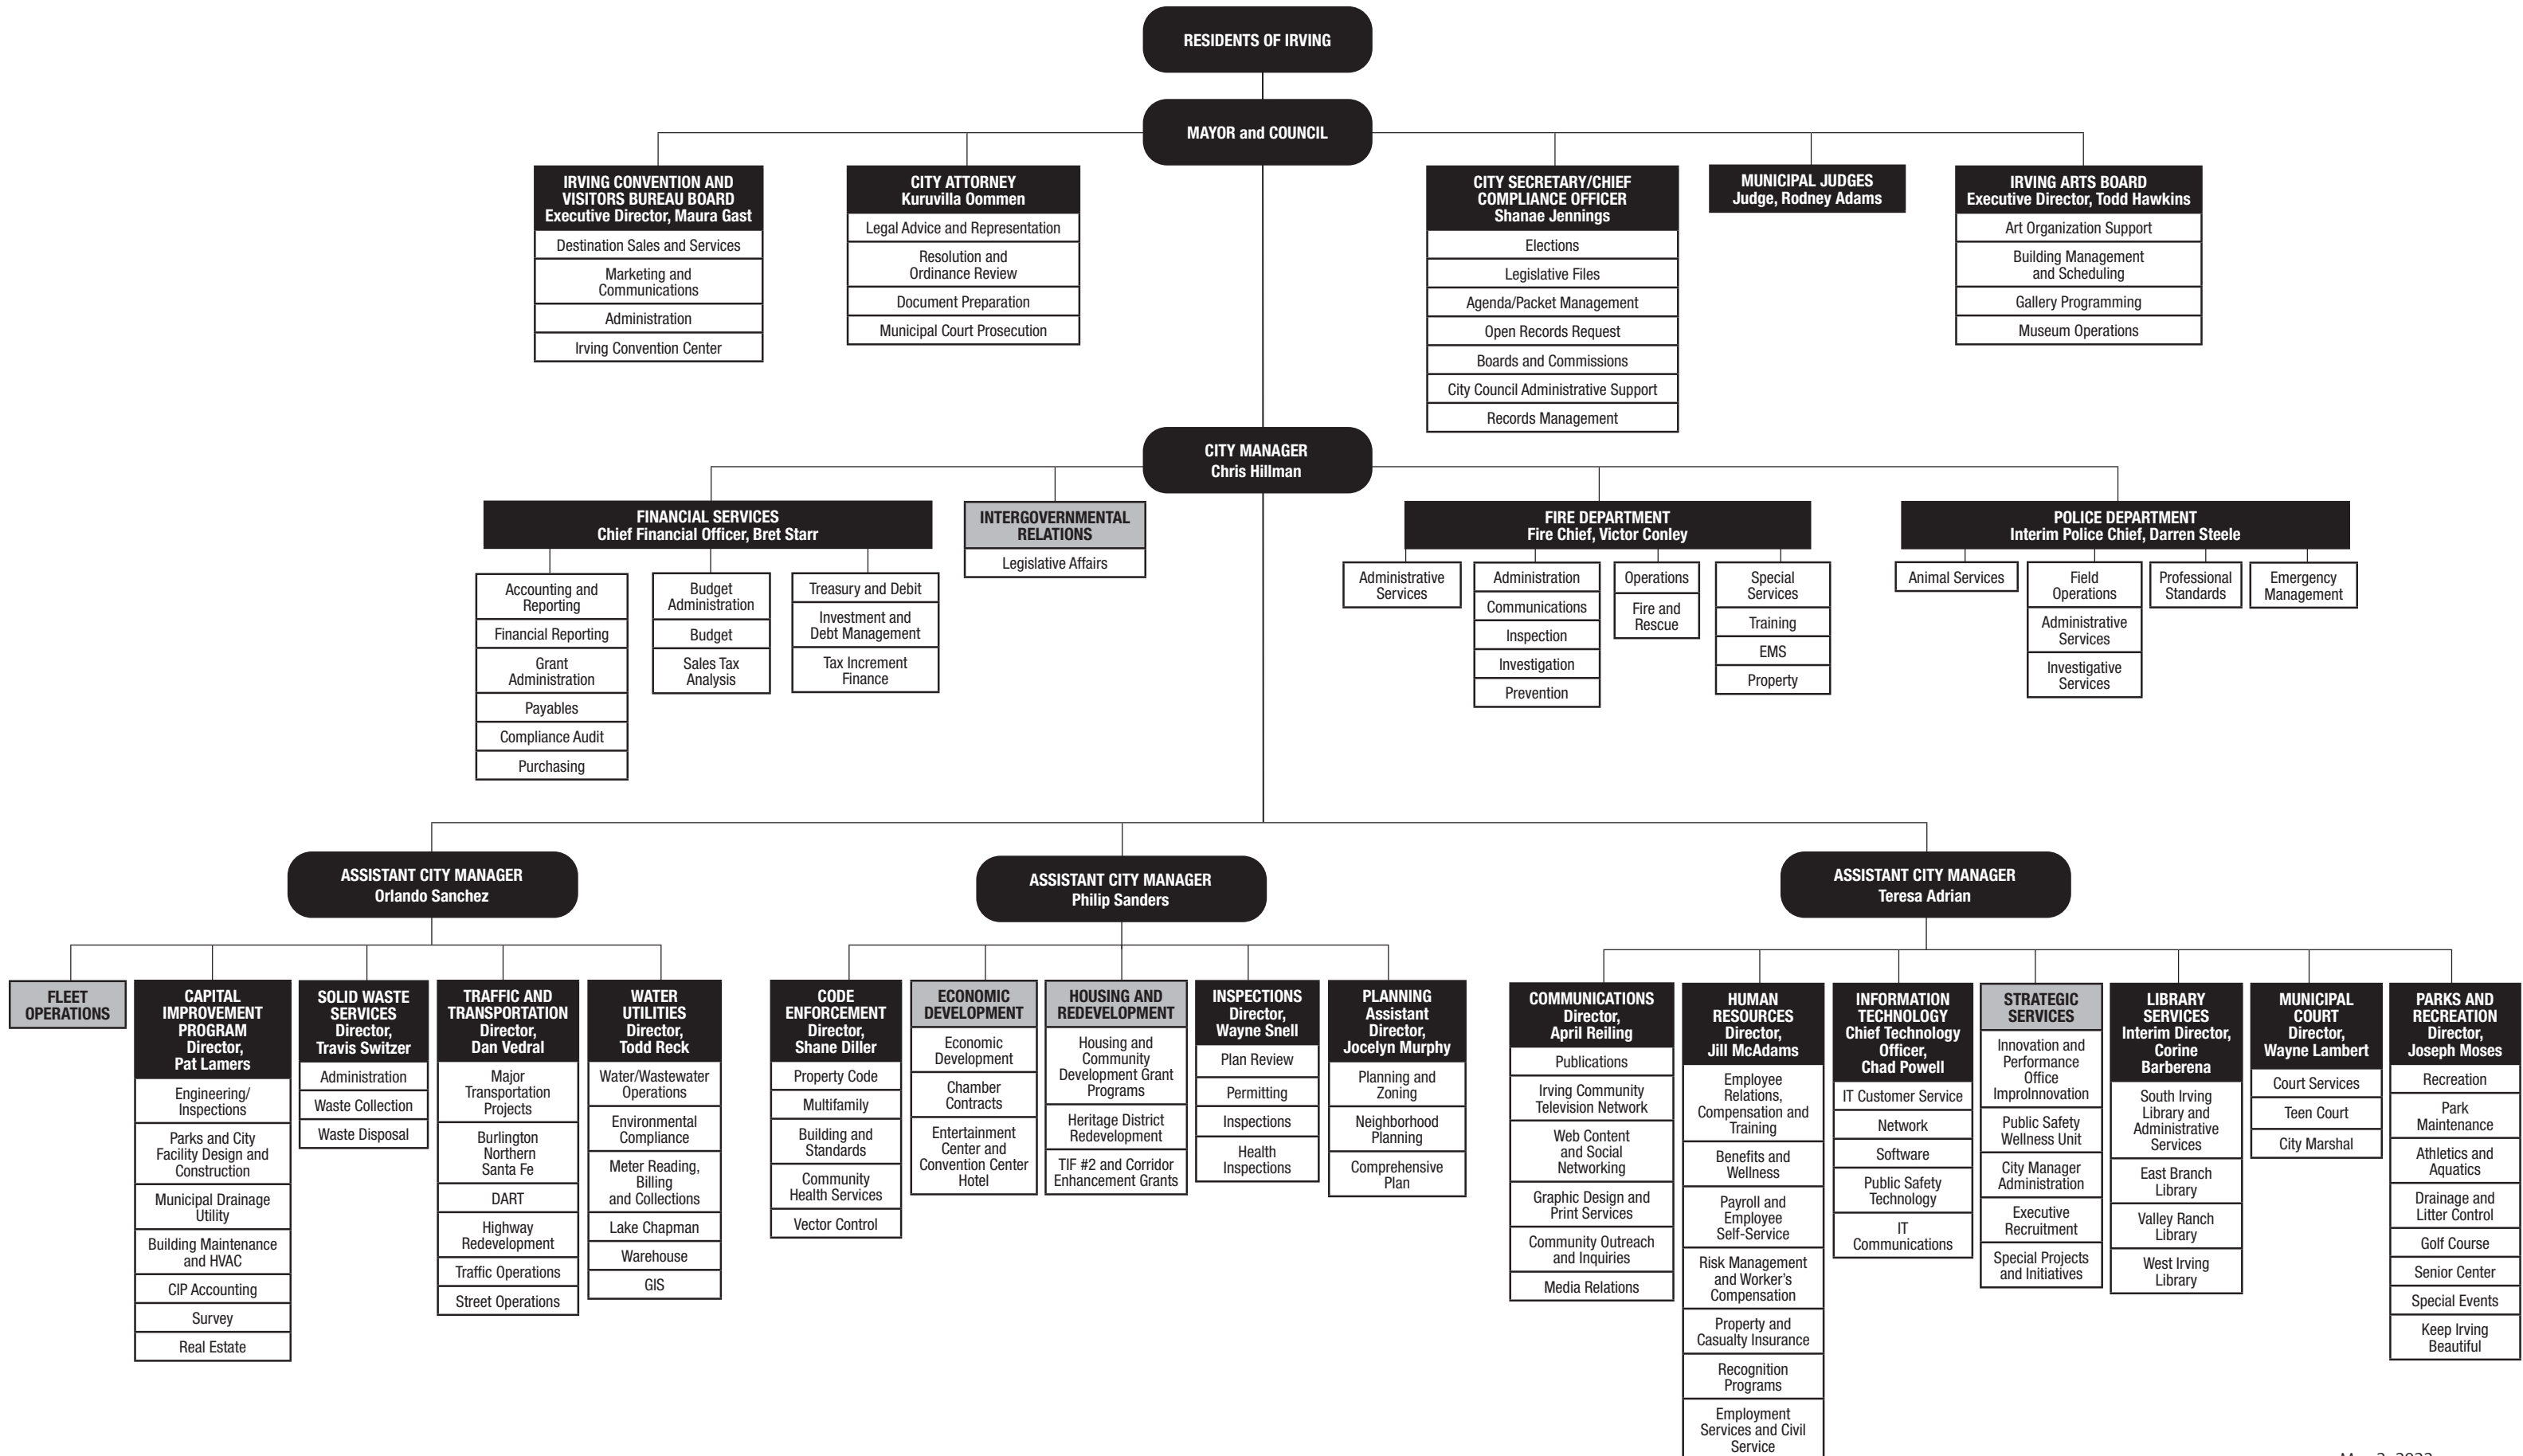 RESIDENTS OF IRVING
MAYOR and COUNCIL
IRVING CONVENTION AND
VISITORS BUREAU BOARD
Executive Director, Maura Gast
Destination Sales and Services
Marketing and
Communications
Administration
Irving Convention Center
CITY ATTORNEY
Kuruvilla Oommen
Legal Advice and Representation
Resolution and
Ordinance Review
Document Preparation
Municipal Court Prosecution
CITY SECRETARY/CHIEF
COMPLIANCE OFFICER
Shanae Jennings
Elections
Legislative Files
Agenda/Packet Management
Open Records Request
Boards and Commissions
City Council Administrative Support
Records Management
MUNICIPAL JUDGES
Judge, Rodney Adams
IRVING ARTS BOARD
Executive Director, Todd Hawkins
Art Organization Support
Building Management
and Scheduling
Gallery Programming
Museum Operations
CITY MANAGER
Chris Hillman
FINANCIAL SERVICES
Chief Financial Officer, Bret Starr
Accounting and
Reporting
Financial Reporting
Grant
Administration
Payables
Compliance Audit
Purchasing
Budget
Administration
Budget
Sales Tax
Analysis
Treasury and Debit
Investment and
Debt Management
Tax Increment
Finance
INTERGOVERNMENTAL
RELATIONS
Legislative Affairs
FIRE DEPARTMENT
Fire Chief, Victor Conley
Administrative
Services
Administration
Communications
Inspection
Investigation
Prevention
Operations
Fire and
Rescue
Special
Services
Training
EMS
Property
POLICE DEPARTMENT
Interim Police Chief, Darren Steele
Animal Services
Field
Operations
Administrative
Services
Investigative
Services
Professional
Standards
Emergency
Management
ASSISTANT CITY MANAGER
Orlando Sanchez
FLEET
OPERATIONS
CAPITAL
IMPROVEMENT
PROGRAM
Director,
Pat Lamers
Engineering/
Inspections
Parks and City
Facility Design and
Construction
Municipal Drainage
Utility
Building Maintenance
and HVAC
CIP Accounting
Survey
Real Estate
SOLID WASTE
SERVICES
Director,
Travis Switzer
Administration
Waste Collection
Waste Disposal
TRAFFIC AND
TRANSPORTATION
Director,
Dan Vedral
Major
Transportation
Projects
Burlington
Northern
Santa Fe
DART
Highway
Redevelopment
Traffic Operations
Street Operations
WATER
UTILITIES
Director,
Todd Reck
Water/Wastewater
Operations
Environmental
Compliance
Meter Reading,
Billing
and Collections
Lake Chapman
Warehouse
GIS
ASSISTANT CITY MANAGER
Philip Sanders
CODE
ENFORCEMENT
Director,
Shane Diller
Property Code
Multifamily
Building and
Standards
Community
Health Services
Vector Control
ECONOMIC
DEVELOPMENT
Economic
Development
Chamber
Contracts
Entertainment
Center and
Convention Center
Hotel
HOUSING AND
REDEVELOPMENT
Housing and
Community
Development Grant
Programs
Heritage District
Redevelopment
TIF #2 and Corridor
Enhancement Grants
INSPECTIONS
Director,
Wayne Snell
Plan Review
Permitting
Inspections
Health
Inspections
PLANNING
Assistant
Director,
Jocelyn Murphy
Planning and
Zoning
Neighborhood
Planning
Comprehensive
Plan
ASSISTANT CITY MANAGER
Teresa Adrian
COMMUNICATIONS
Director,
April Reiling
Publications
Irving Community
Television Network
Web Content
and Social
Networking
Graphic Design and
Print Services
Community Outreach
and Inquiries
Media Relations
HUMAN
RESOURCES
Director,
Jill McAdams
Employee
Relations,
Compensation and
Training
Benefits and
Wellness
Payroll and
Employee
Self-Service
Risk Management
and Worker's
Compensation
Property and
Casualty Insurance
Recognition
Programs
Employment
Services and Civil
Service
INFORMATION
TECHNOLOGY
Chief Technology
Officer,
Chad Powell
IT Customer Service
Network
Software
Public Safety
Technology
IT
Communications
STRATEGIC
SERVICES
Innovation and
Performance
Office
ImproInnovation
Public Safety
Wellness Unit
City Manager
Administration
Executive
Recruitment
Special Projects
and Initiatives
LIBRARY
SERVICES
Interim Director,
Corine
Barberena
South Irving
Library and
Administrative
Services
East Branch
Library
Valley Ranch
Library
West Irving
Library
MUNICIPAL
COURT
Director,
Wayne Lambert
Court Services
Teen Court
City Marshal
PARKS AND
RECREATION
Director,
Joseph Moses
Recreation
Park
Maintenance
Athletics and
Aquatics
Drainage and
Litter Control
Golf Course
Senior Center
Special Events
Keep Irving
Beautiful